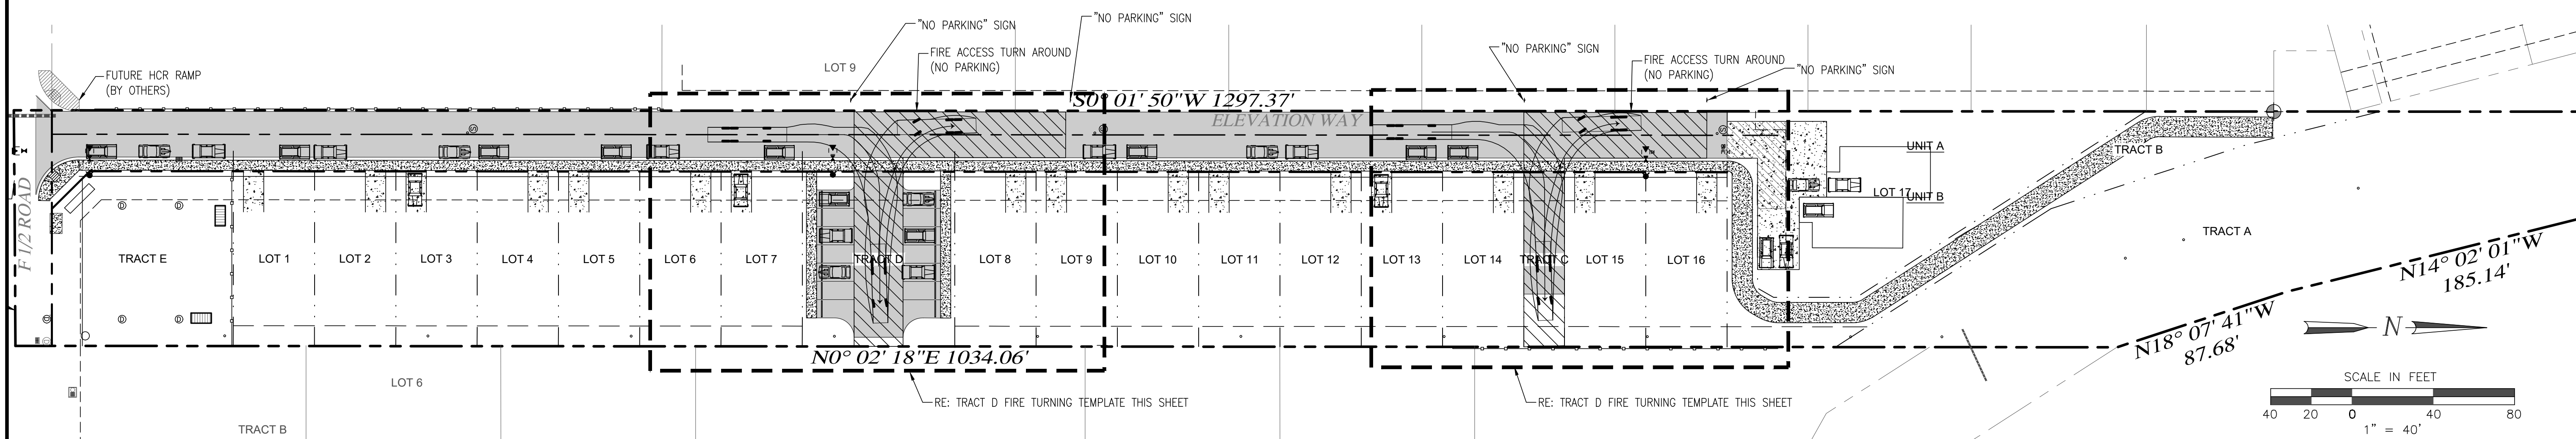 "NO PARKING" SIGN
"NO PARKING" SIGN
FIRE ACCESS TURN AROUND
(NO PARKING)
"NO PARKING" SIGN
FIRE ACCESS TURN AROUND
(NO PARKING)
"NO PARKING" SIGN
FUTURE HCR RAMP
(BY OTHERS)
LOT 9
S0° 01' 50"W 1297.37'
ELEVATION WAY
F 1/2 ROAD
UNIT A
LOT 17
UNIT B
TRACT B
TRACT A
TRACT E
LOT 1
LOT 2
LOT 3
LOT 4
LOT 5
LOT 6
LOT 7
TRACT D
LOT 8
LOT 9
LOT 10
LOT 11
LOT 12
LOT 13
LOT 14
TRACT C
LOT 15
LOT 16
N14° 02' 01"W
185.14'
N18° 07' 41"W
87.68'
N
N0° 02' 18"E 1034.06'
LOT 6
RE: TRACT D FIRE TURNING TEMPLATE THIS SHEET
RE: TRACT D FIRE TURNING TEMPLATE THIS SHEET
TRACT B
SCALE IN FEET
40 20 0 40 80
1" = 40'